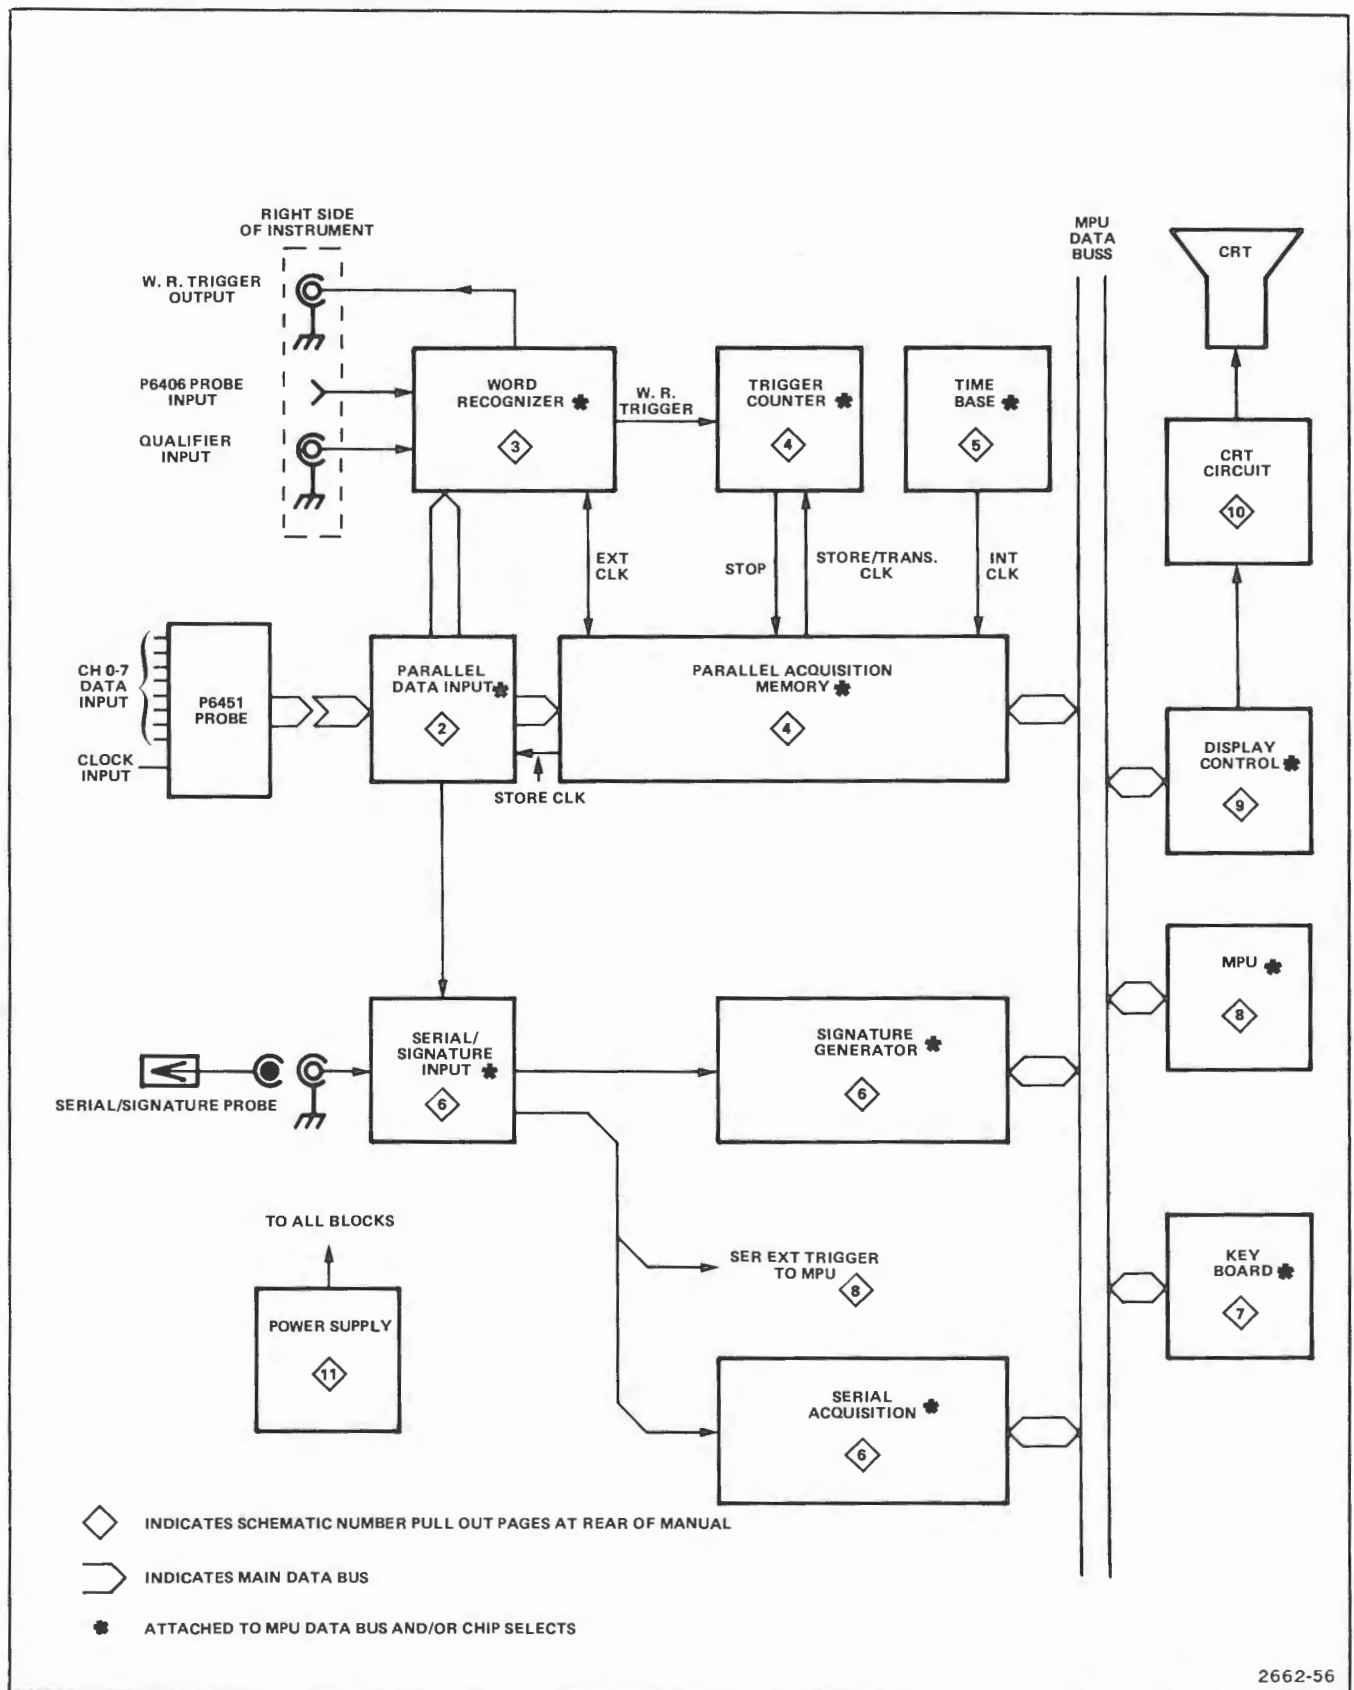 RIGHT SIDE
OF INSTRUMENT
W. R. TRIGGER
OUTPUT
P6406 PROBE
INPUT
QUALIFIER
INPUT
WORD
RECOGNIZER *
3
W. R.
TRIGGER
TRIGGER
COUNTER *
4
TIME
BASE *
5
MPU
DATA
BUSS
CRT
CRT
CIRCUIT
10
EXT
CLK
STOP
STORE/TRANS.
CLK
INT
CLK
CH 0-7
DATA
INPUT
CLOCK
INPUT
P6451
PROBE
PARALLEL
DATA INPUT *
2
STORE CLK
PARALLEL ACQUISITION
MEMORY *
4
DISPLAY
CONTROL *
9
MPU *
8
SERIAL/SIGNATURE PROBE
SERIAL/
SIGNATURE
INPUT *
6
SIGNATURE
GENERATOR *
6
TO ALL BLOCKS
POWER SUPPLY
11
SER EXT TRIGGER
TO MPU
8
KEY
BOARD *
7
SERIAL
ACQUISITION *
6
INDICATES SCHEMATIC NUMBER PULL OUT PAGES AT REAR OF MANUAL
INDICATES MAIN DATA BUS
* ATTACHED TO MPU DATA BUS AND/OR CHIP SELECTS
2662-56